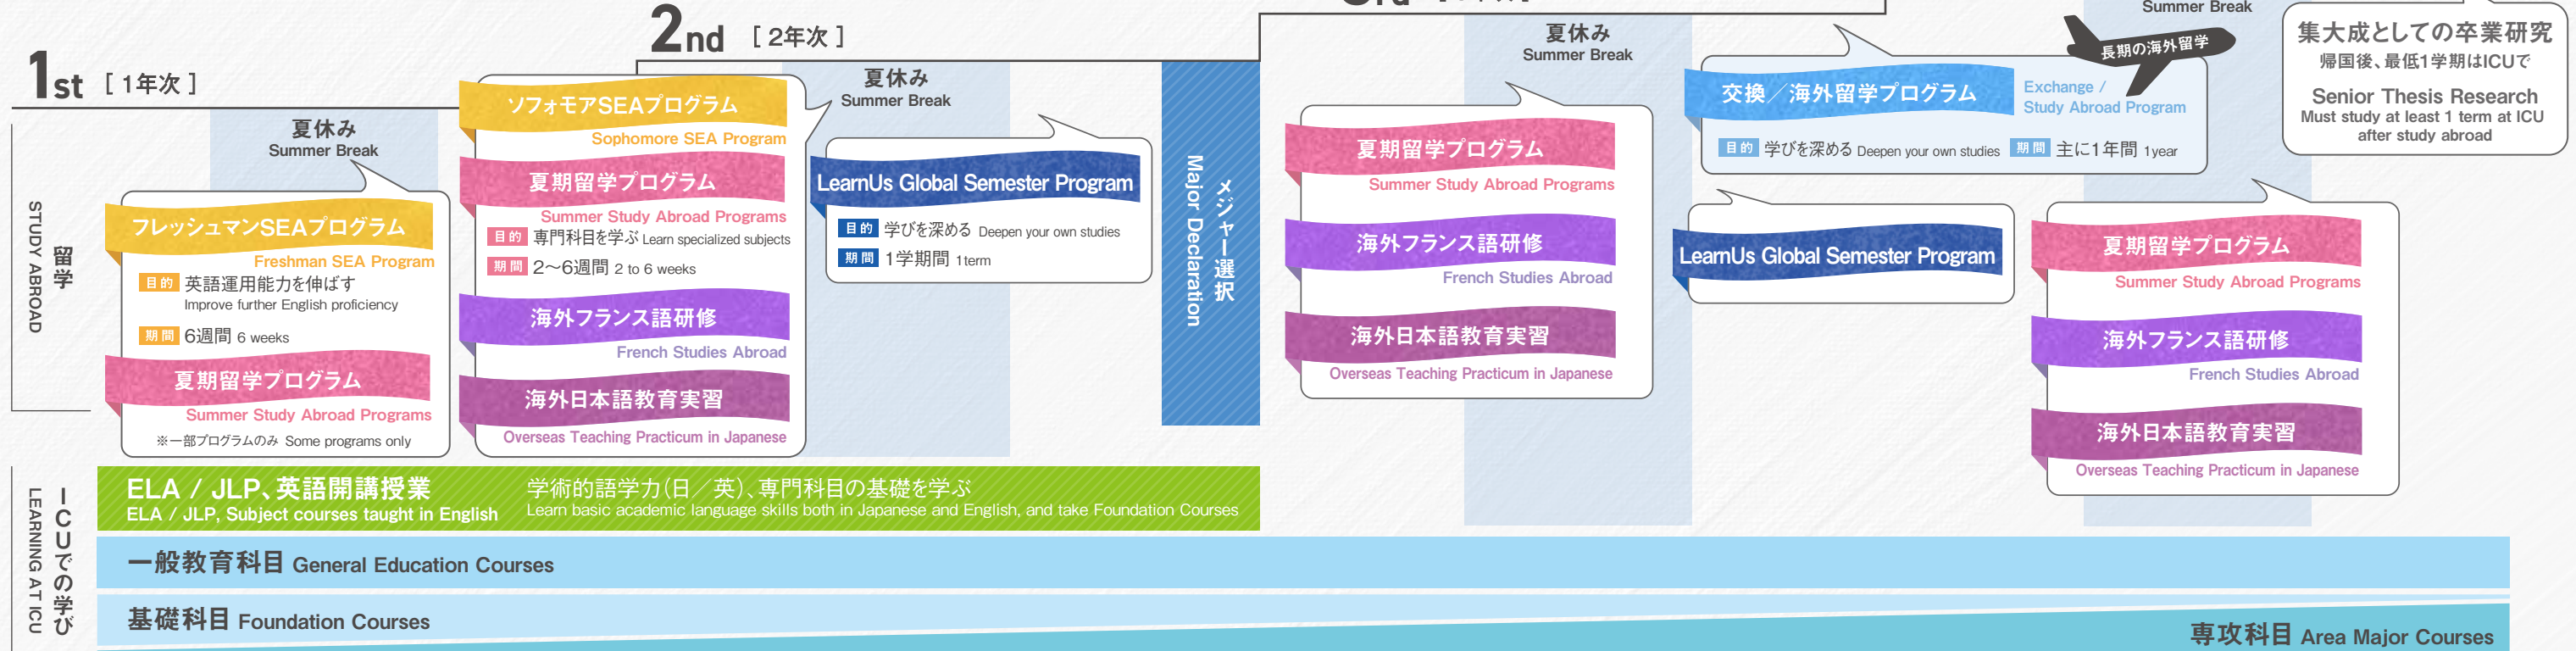 1st [ 1年次 ]
2nd [ 2年次 ]
夏休み
Summer Break
夏休み
Summer Break
夏休み
Summer Break
Summer Break
留学
STUDY ABROAD
フレッシュマンSEAプログラム
Freshman SEA Program
目的 英語運用能力を伸ばす
Improve further English proficiency
期間 6週間 6 weeks
夏期留学プログラム
Summer Study Abroad Programs
※一部プログラムのみ Some programs only
ソフォモアSEAプログラム
Sophomore SEA Program
夏期留学プログラム
Summer Study Abroad Programs
目的 専門科目を学ぶ Learn specialized subjects
期間 2〜6週間 2 to 6 weeks
海外フランス語研修
French Studies Abroad
海外日本語教育実習
Overseas Teaching Practicum in Japanese
LearnUs Global Semester Program
目的 学びを深める Deepen your own studies
期間 1学期間 1term
メジャー選択
Major Declaration
夏期留学プログラム
Summer Study Abroad Programs
海外フランス語研修
French Studies Abroad
海外日本語教育実習
Overseas Teaching Practicum in Japanese
長期の海外留学
交換／海外留学プログラム
Exchange /
Study Abroad Program
目的 学びを深める Deepen your own studies 期間 主に1年間 1year
LearnUs Global Semester Program
夏期留学プログラム
Summer Study Abroad Programs
海外フランス語研修
French Studies Abroad
海外日本語教育実習
Overseas Teaching Practicum in Japanese
集大成としての卒業研究
帰国後、最低1学期はICUで
Senior Thesis Research
Must study at least 1 term at ICU
after study abroad
ICUでの学び
LEARNING AT ICU
ELA / JLP、英語開講授業
ELA / JLP, Subject courses taught in English
学術的語学力(日／英)、専門科目の基礎を学ぶ
Learn basic academic language skills both in Japanese and English, and take Foundation Courses
一般教育科目 General Education Courses
基礎科目 Foundation Courses
専攻科目 Area Major Courses